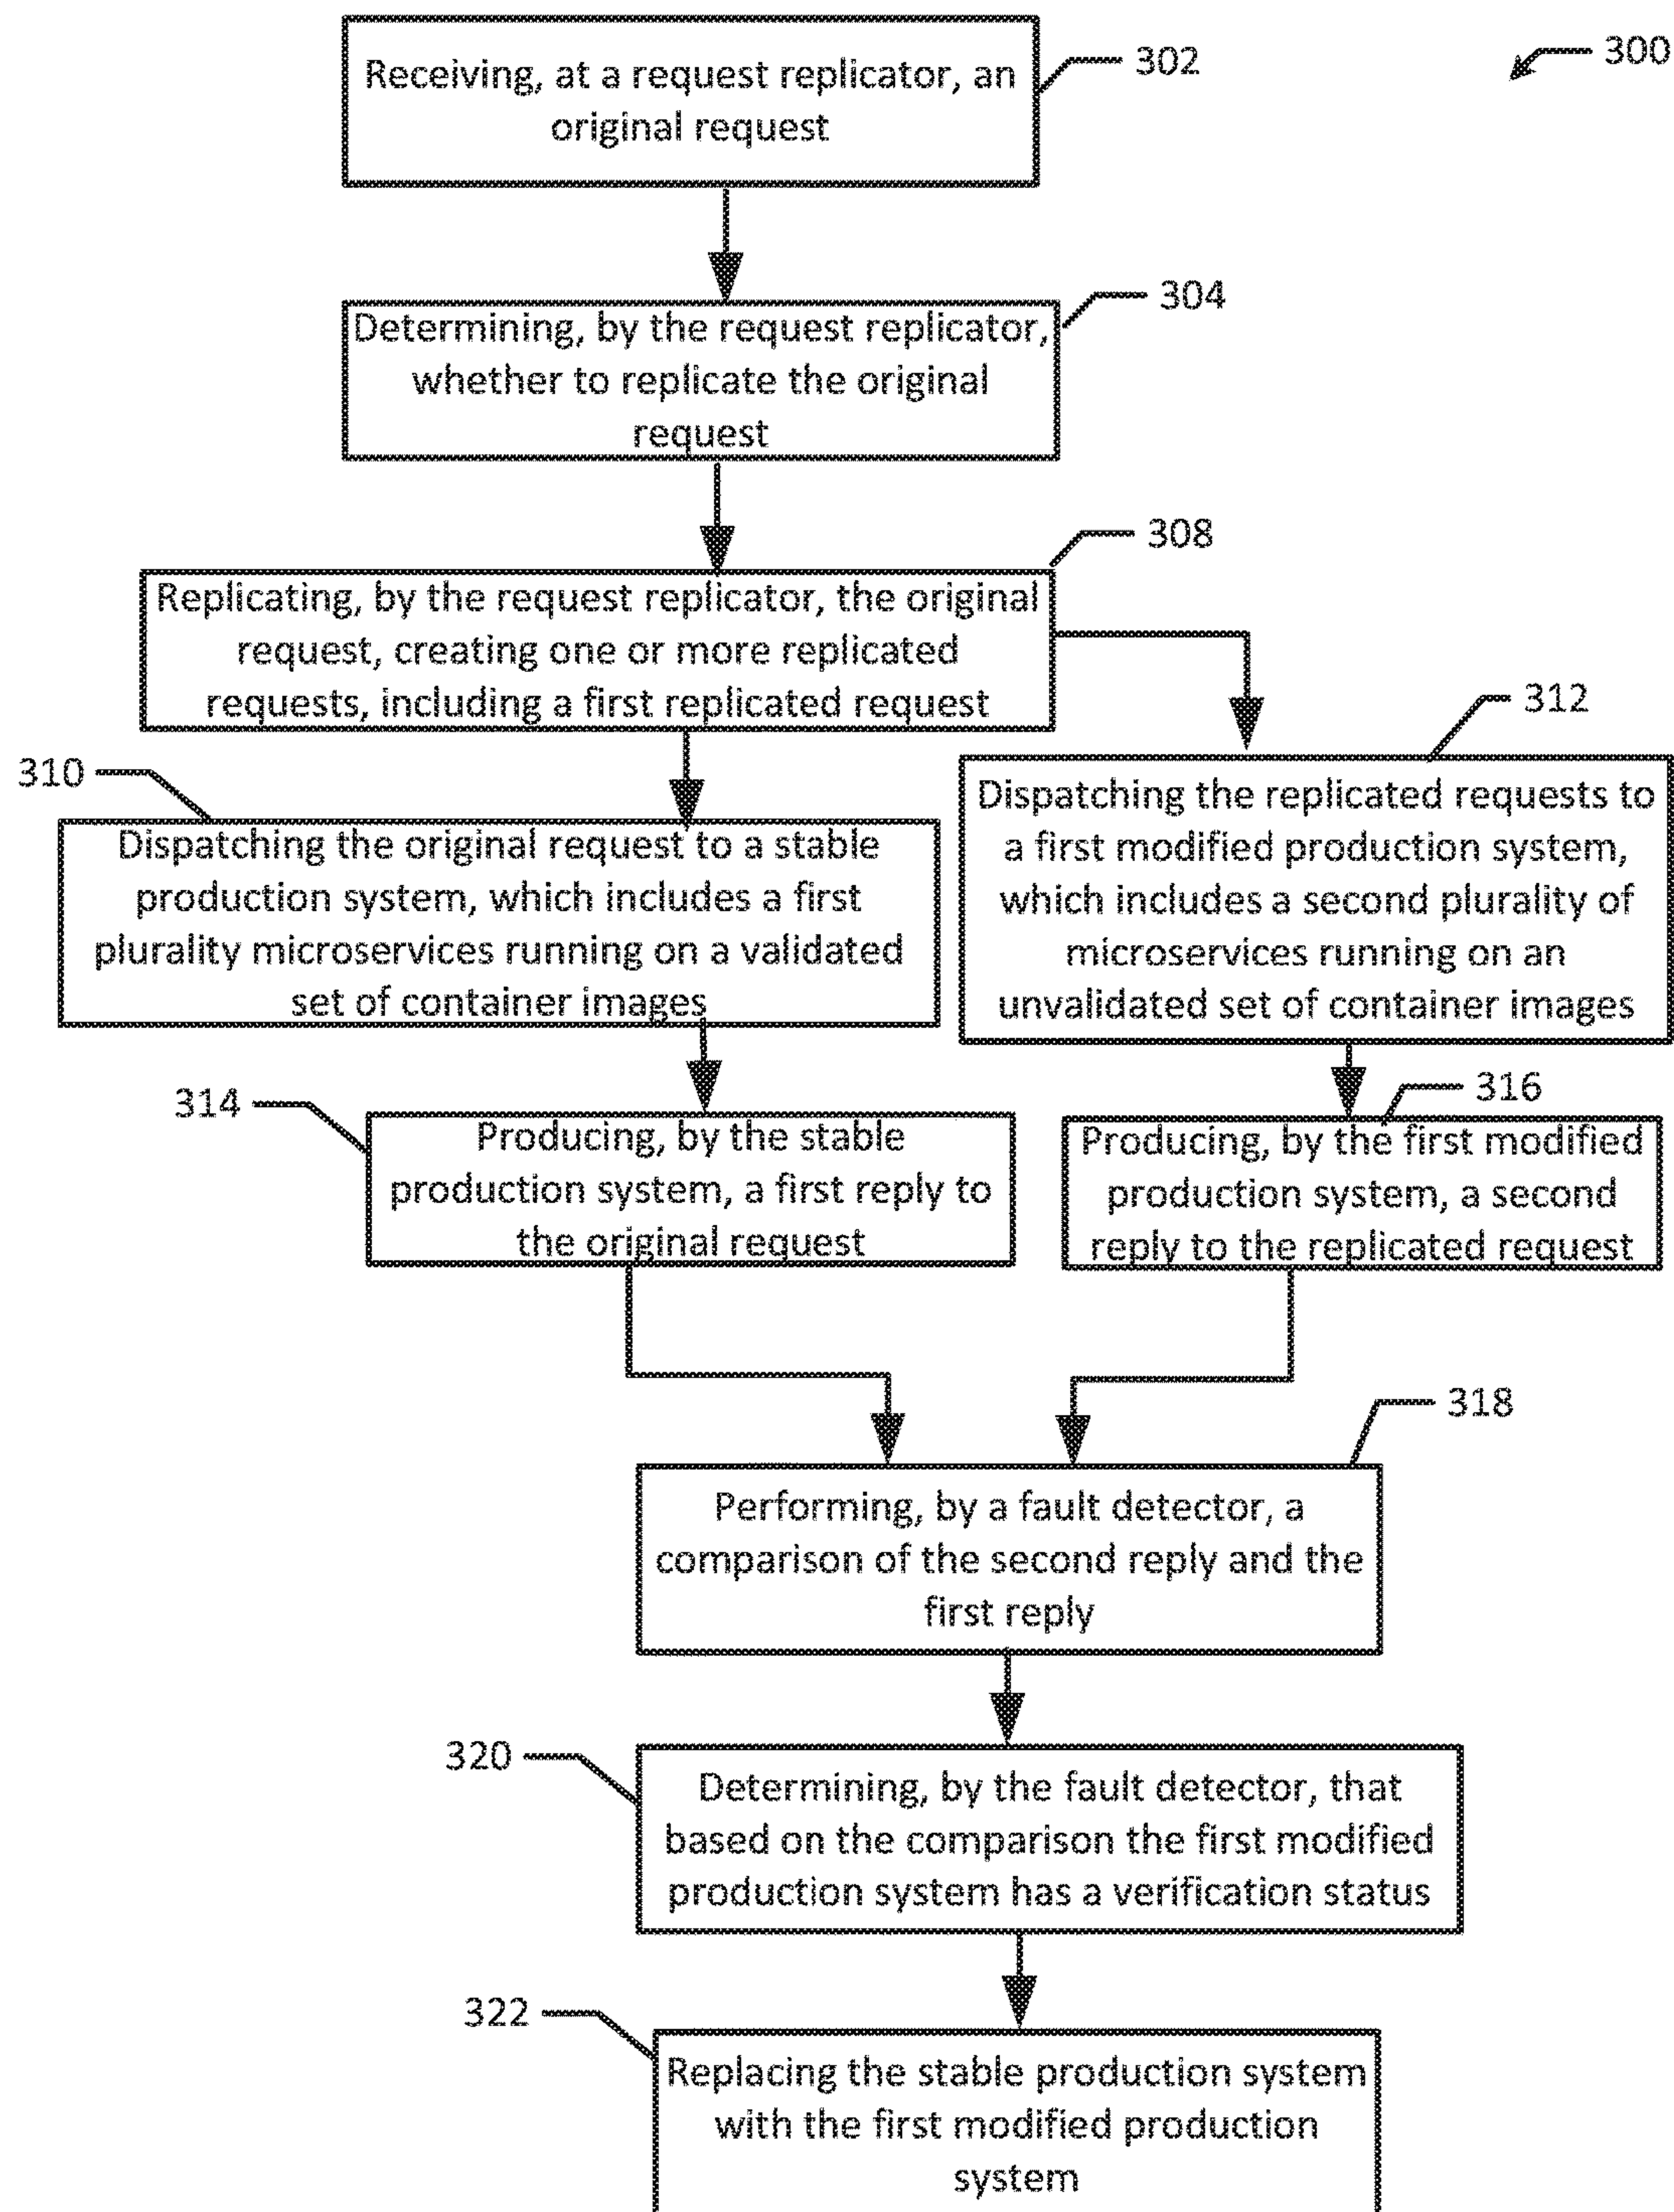 300
302
Receiving, at a request replicator, an
original request
304
Determining, by the request replicator,
whether to replicate the original
request
308
Replicating, by the request replicator, the original
request, creating one or more replicated
requests, including a first replicated request
310
Dispatching the original request to a stable
production system, which includes a first
plurality microservices running on a validated
set of container images
312
Dispatching the replicated requests to
a first modified production system,
which includes a second plurality of
microservices running on an
unvalidated set of container images
314
Producing, by the stable
production system, a first reply to
the original request
316
Producing, by the first modified
production system, a second
reply to the replicated request
318
Performing, by a fault detector, a
comparison of the second reply and the
first reply
320
Determining, by the fault detector, that
based on the comparison the first modified
production system has a verification status
322
Replacing the stable production system
with the first modified production
system